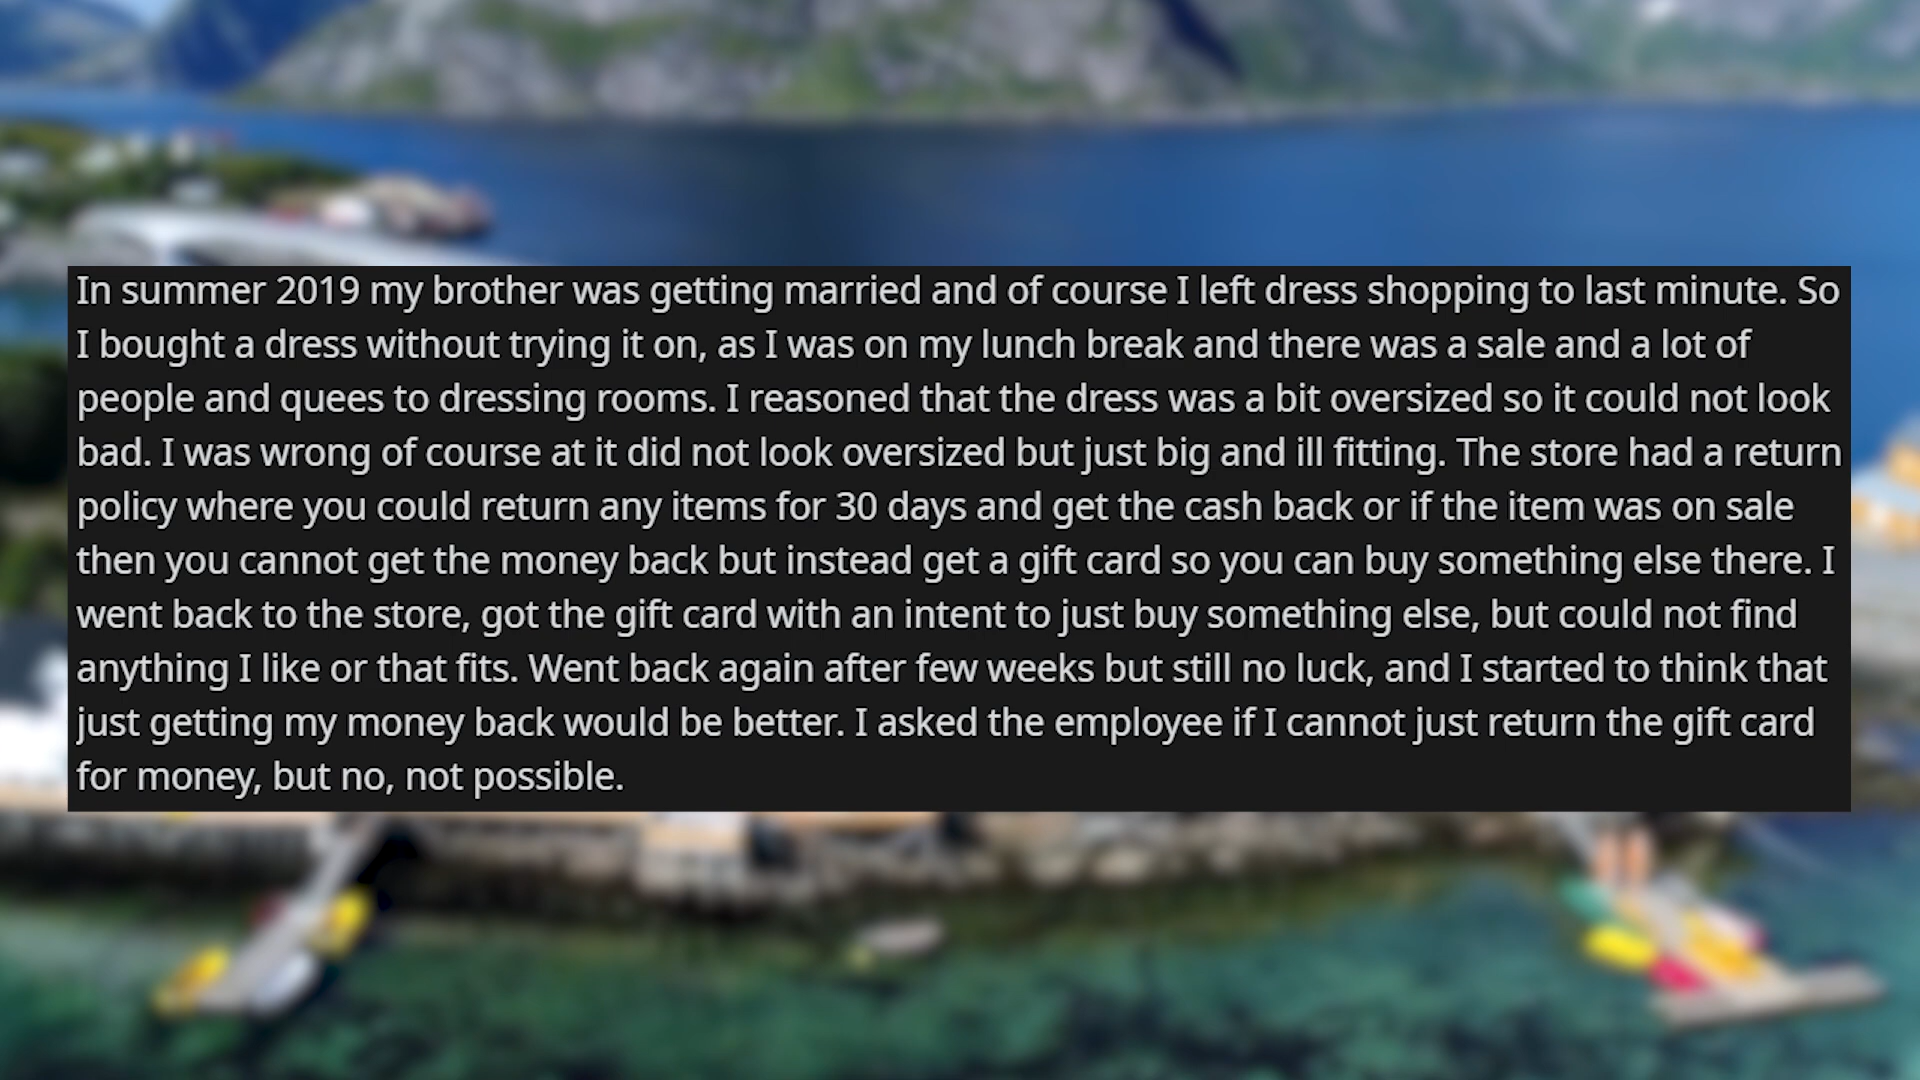 In summer 2019 my brother was getting married and of course I left dress shopping to last minute. So
I bought a dress without trying it on, as I was on my lunch break and there was a sale and a lot of
people and quees to dressing rooms. I reasoned that the dress was a bit oversized so it could not look
bad. I was wrong of course at it did not look oversized but just big and ill fitting. The store had a return
policy where you could return any items for 30 days and get the cash back or if the item was on sale
then you cannot get the money back but instead get a gift card so you can buy something else there. I
went back to the store, got the gift card with an intent to just buy something else, but could not find
anything I like or that fits. Went back again after few weeks but still no luck, and I started to think that
just getting my money back would be better. I asked the employee if I cannot just return the gift card
for money, but no, not possible.